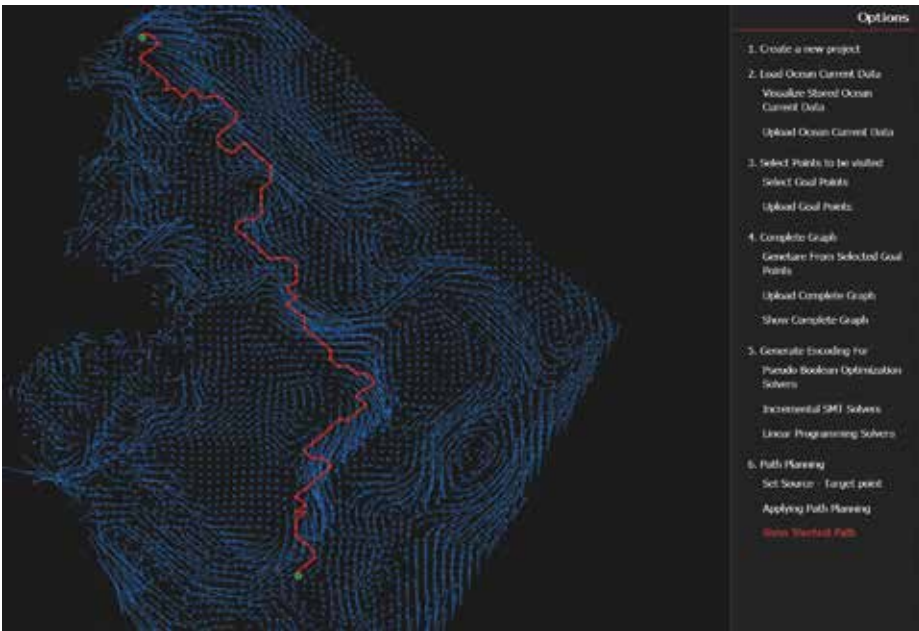 Options
1. Create a new project
2. Load Ocean Current Data
Visualize Stored Ocean
Current Data
Upload Ocean Current Data
3. Select Points to be visited
Select Goal Points
Upload Goal Points
4. Complete Graph
Genetare From Selected Goal
Points
Upload Complete Graph
Show Complete Graph
5. Generate Encoding For
Pseudo Boolean Optimization
Solvers
Incremental SMT Solvers
Linear Programming Solvers
6. Path Planning
Set Source - Target point
Applying Path Planning
Show Shortest Path